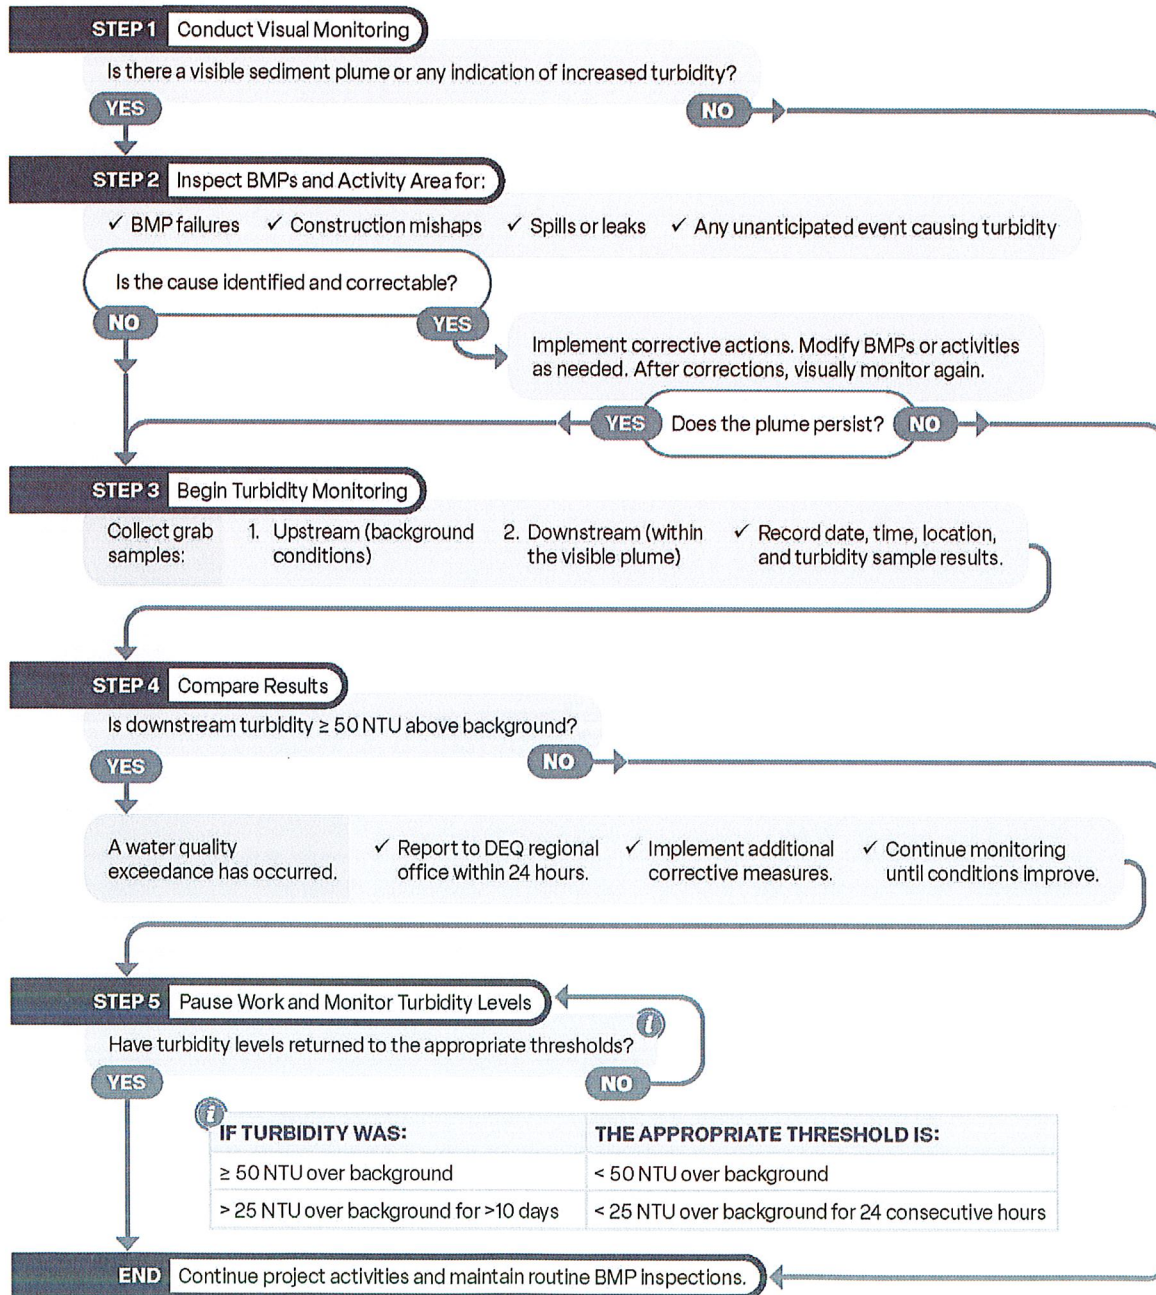 STEP 1 Conduct Visual Monitoring
Is there a visible sediment plume or any indication of increased turbidity?
YES
NO
STEP 2 Inspect BMPs and Activity Area for:
✓ BMP failures ✓ Construction mishaps ✓ Spills or leaks ✓ Any unanticipated event causing turbidity
Is the cause identified and correctable?
NO
YES
Implement corrective actions. Modify BMPs or activities
as needed. After corrections, visually monitor again.
YES Does the plume persist? NO
STEP 3 Begin Turbidity Monitoring
Collect grab
samples:
1. Upstream (background
conditions)
2. Downstream (within
the visible plume)
✓ Record date, time, location,
and turbidity sample results.
STEP 4 Compare Results
Is downstream turbidity ≥ 50 NTU above background?
YES
NO
A water quality
exceedance has occurred.
✓ Report to DEQ regional
office within 24 hours.
✓ Implement additional
corrective measures.
✓ Continue monitoring
until conditions improve.
STEP 5 Pause Work and Monitor Turbidity Levels
i
Have turbidity levels returned to the appropriate thresholds?
YES
NO
i
IF TURBIDITY WAS: THE APPROPRIATE THRESHOLD IS:
≥ 50 NTU over background < 50 NTU over background
> 25 NTU over background for >10 days < 25 NTU over background for 24 consecutive hours
END Continue project activities and maintain routine BMP inspections.